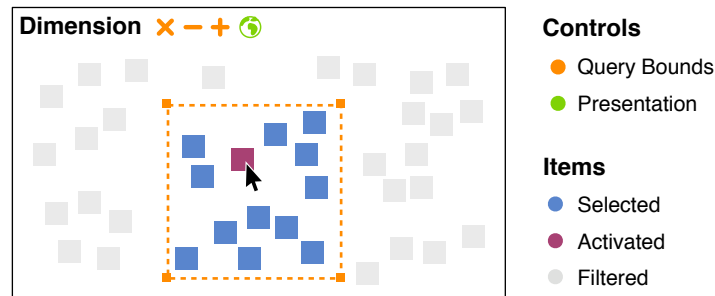 Dimension
Controls
Query Bounds
Presentation
Items
Selected
Activated
Filtered